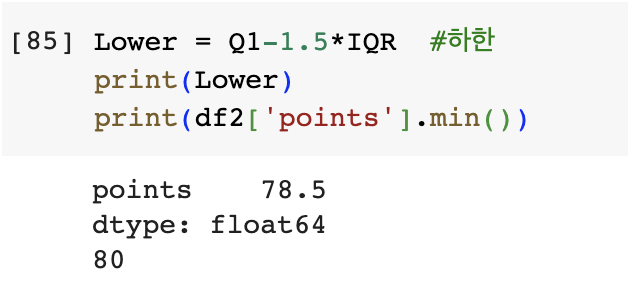 [85] Lower = Q1-1.5*IQR  #하한
print(Lower)
print(df2['points'].min())
points    78.5
dtype: float64
80